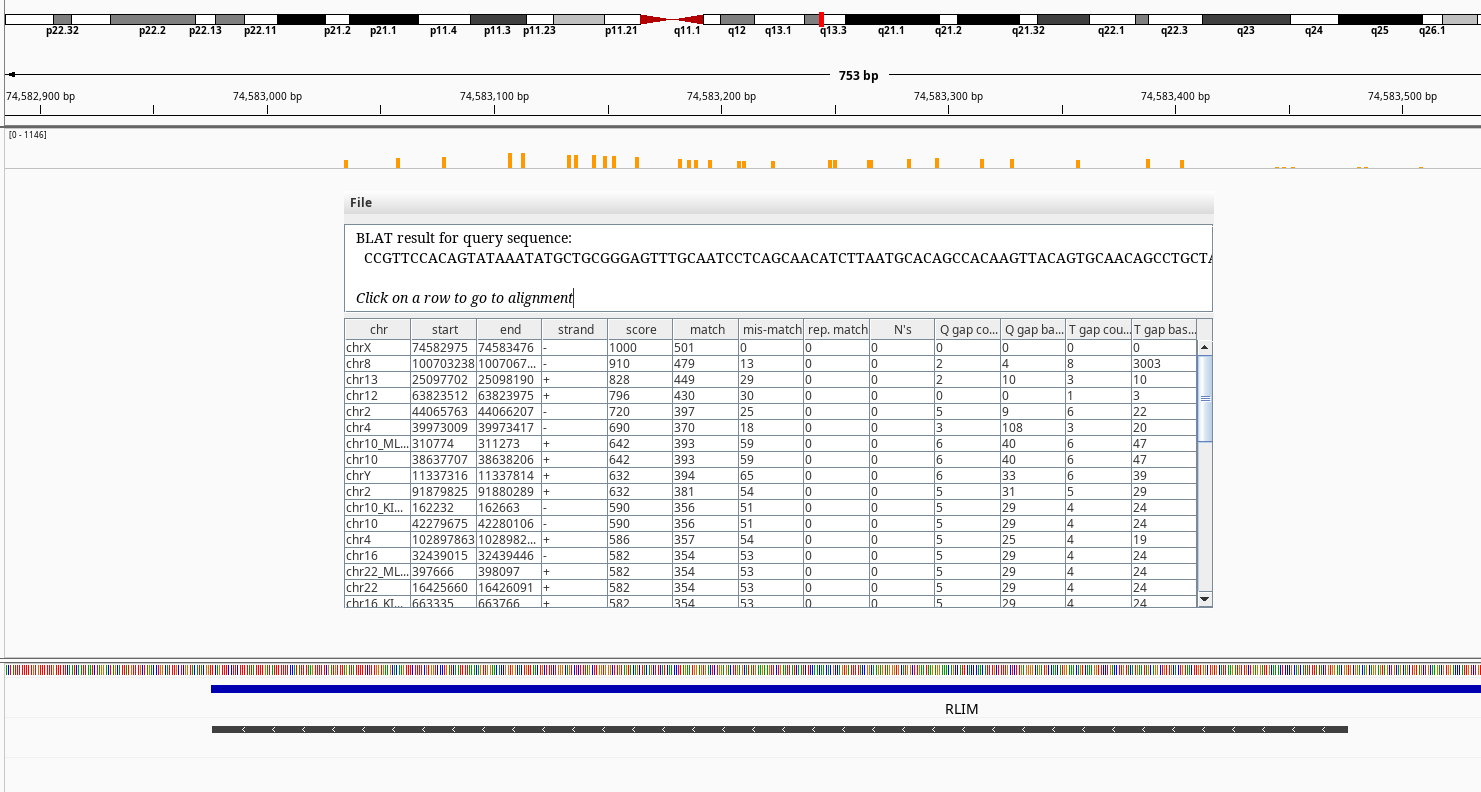 p22.32 p22.2 p22.13 p22.11 p21.2 p21.1 p11.4 p11.3 p11.23 p11.21 q11.1 q12 q13.1 q13.3 q21.1 q21.2 q21.32 q22.1 q22.3 q23 q24 q25 q26.1
753 bp
74,582,900 bp 74,583,000 bp 74,583,100 bp 74,583,200 bp 74,583,300 bp 74,583,400 bp 74,583,500 bp
[0 - 1146]
File
BLAT result for query sequence:
CCGTTCCACAGTATAAATATGCTGCGGGAGTTTGCAATCCTCAGCAACATCTTAATGCACAGCCACAAGTTACAGTGCAACAGCCTGCTA
Click on a row to go to alignment
chr start end strand score match mis-match rep. match N's Q gap co... Q gap ba... T gap cou... T gap bas...
chrX 74582975 74583476 - 1000 501 0 0 0 0 0 0 0
chr8 100703238 1007067... - 910 479 13 0 0 2 4 8 3003
chr13 25097702 25098190 + 828 449 29 0 0 2 10 3 10
chr12 63823512 63823975 + 796 430 30 0 0 0 0 1 3
chr2 44065763 44066207 - 720 397 25 0 0 5 9 6 22
chr4 39973009 39973417 - 690 370 18 0 0 3 108 3 20
chr10_ML... 310774 311273 + 642 393 59 0 0 6 40 6 47
chr10 38637707 38638206 + 642 393 59 0 0 6 40 6 47
chrY 11337316 11337814 + 632 394 65 0 0 6 33 6 39
chr2 91879825 91880289 + 632 381 54 0 0 5 31 5 29
chr10_KI... 162232 162663 - 590 356 51 0 0 5 29 4 24
chr10 42279675 42280106 - 590 356 51 0 0 5 29 4 24
chr4 102897863 1028982... + 586 357 54 0 0 5 25 4 19
chr16 32439015 32439446 - 582 354 53 0 0 5 29 4 24
chr22_ML... 397666 398097 + 582 354 53 0 0 5 29 4 24
chr22 16425660 16426091 + 582 354 53 0 0 5 29 4 24
chr16_KI... 663335 663766 + 582 354 53 0 0 5 29 4 24
RLIM